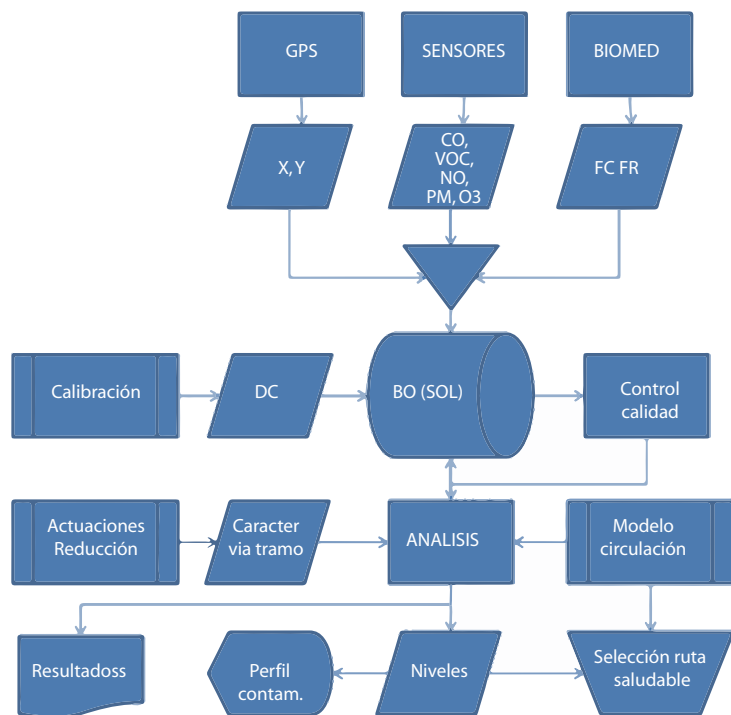 GPS
SENSORES
BIOMED
X, Y
CO,
VOC,
NO,
PM, O3
FC FR
Calibración
DC
BO (SOL)
Control
calidad
Actuaciones
Reducción
Caracter
via tramo
ANALISIS
Modelo
circulación
Resultadoss
Perfil
contam.
Niveles
Selección ruta
saludable